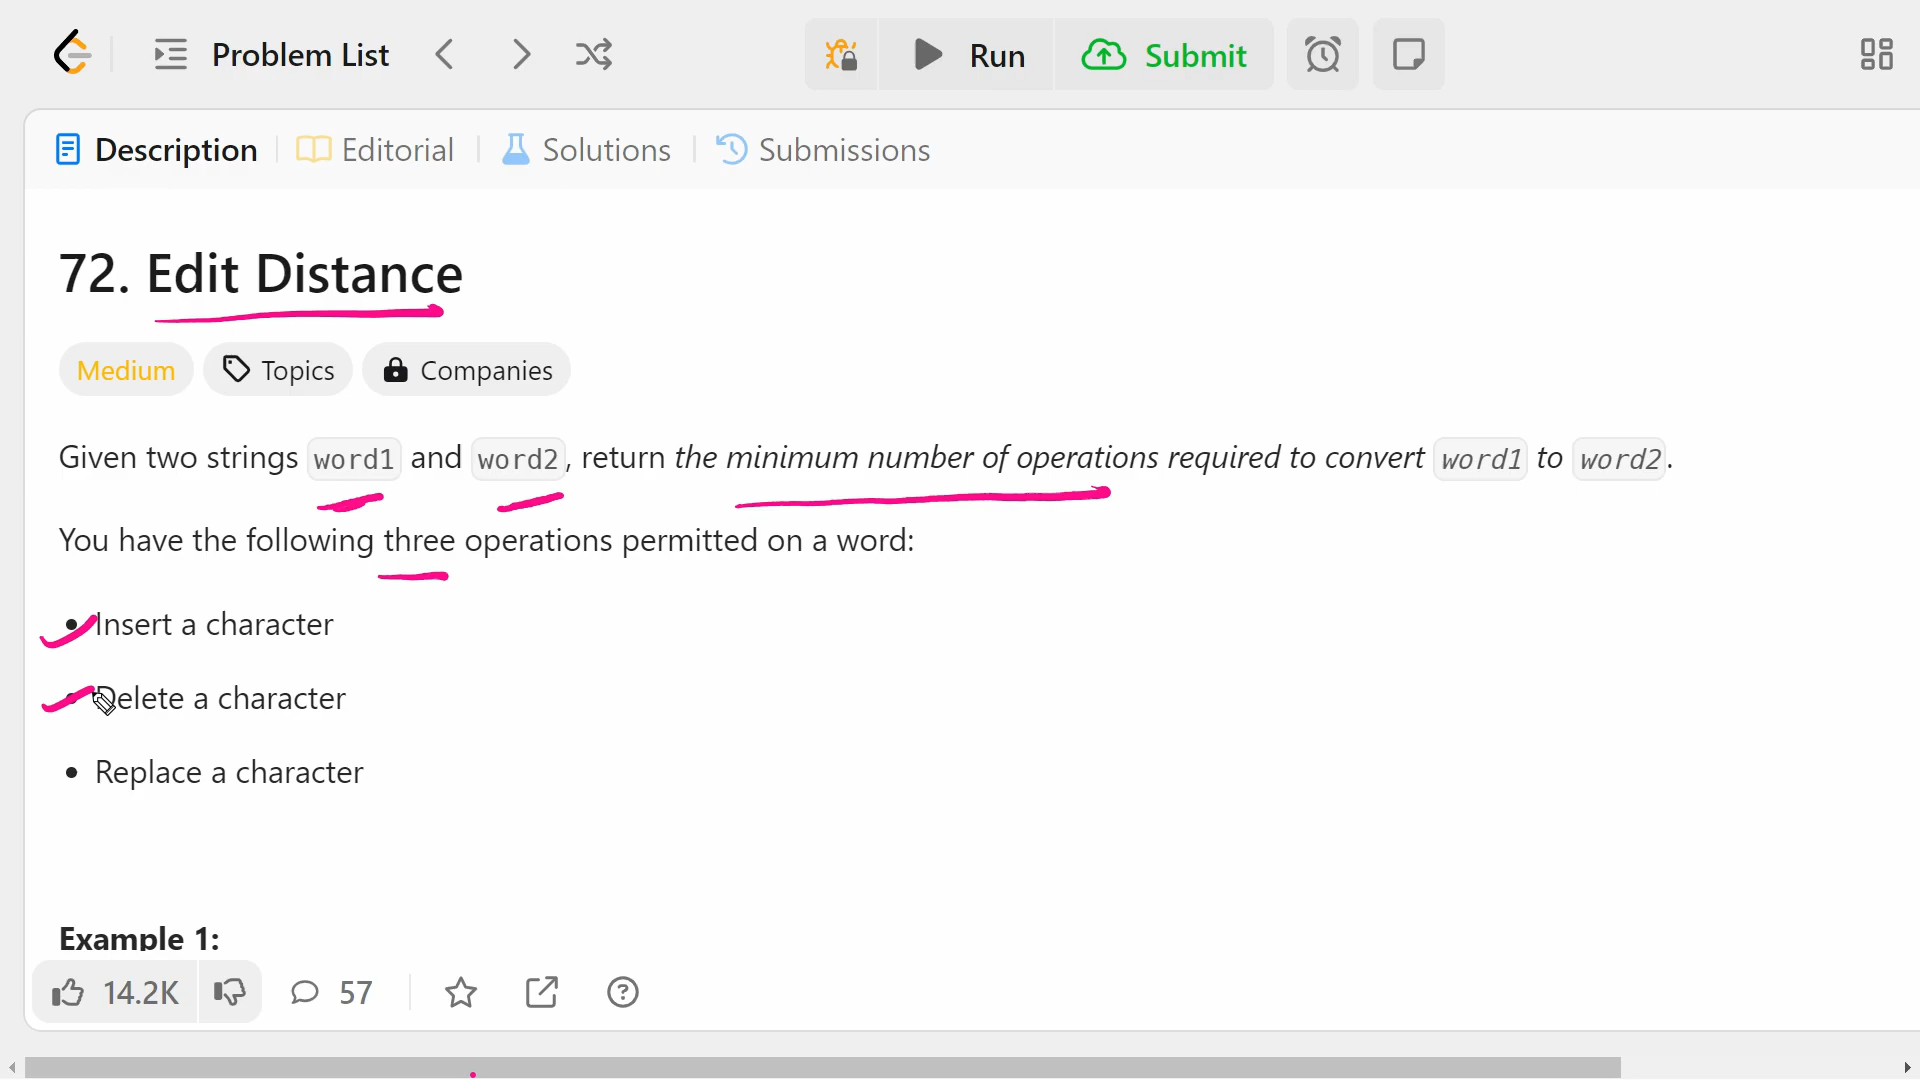 Problem List Run Submit
Description Editorial Solutions Submissions
72. Edit Distance
Medium Topics Companies
Given two strings word1 and word2, return the minimum number of operations required to convert word1 to word2.
You have the following three operations permitted on a word:
• Insert a character
• Delete a character
• Replace a character
Example 1:
14.2K 57